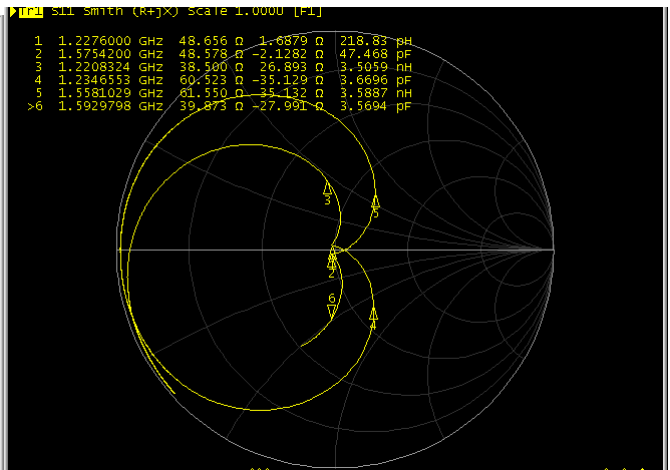 Tr1 S11 Smith (R+jX) Scale 1.000U [F1]
1 1.2276000 GHz 48.656 Ω 1.6879 Ω 218.83 pH
2 1.5754200 GHz 48.578 Ω -2.1282 Ω 47.468 pF
3 1.2208324 GHz 38.500 Ω 26.893 Ω 3.5059 nH
4 1.2346553 GHz 60.523 Ω -35.129 Ω 3.6696 pF
5 1.5581029 GHz 61.550 Ω 35.132 Ω 3.5887 nH
>6 1.5929798 GHz 39.873 Ω -27.991 Ω 3.5694 pF
3
5
2
6
4